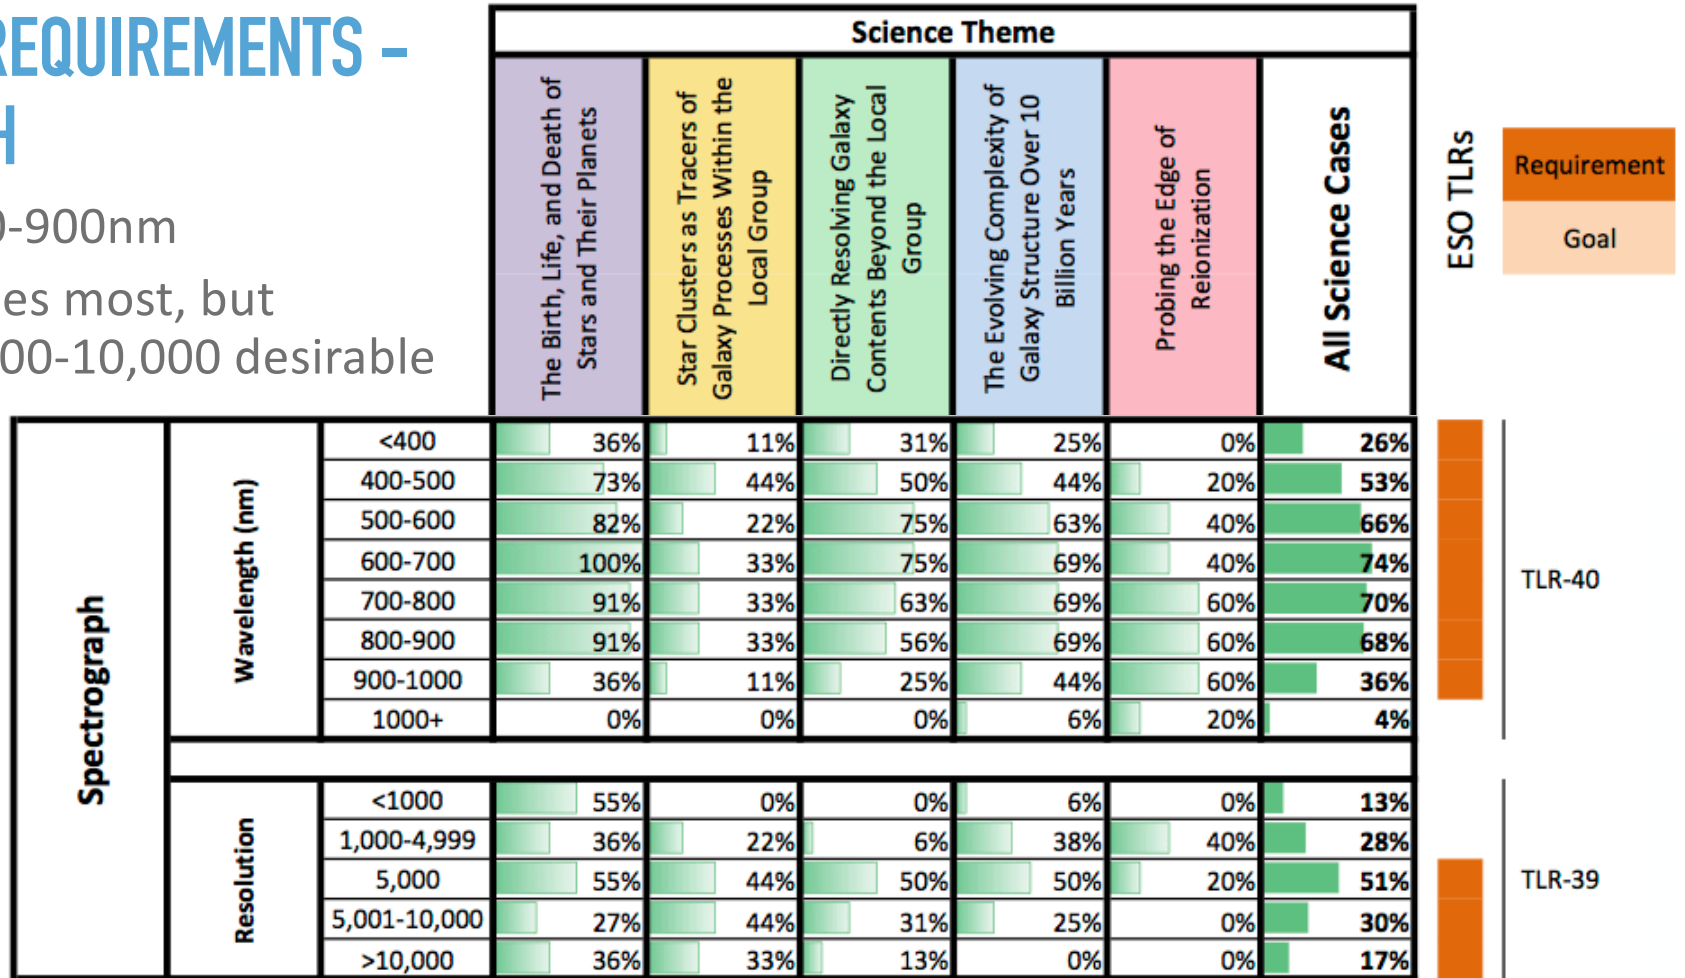 REQUIREMENTS -
H
0-900nm
es most, but
00-10,000 desirable
Science Theme
The Birth, Life, and Death of
Stars and Their Planets
Star Clusters as Tracers of
Galaxy Processes Within the
Local Group
Directly Resolving Galaxy
Contents Beyond the Local
Group
The Evolving Complexity of
Galaxy Structure Over 10
Billion Years
Probing the Edge of
Reionization
All Science Cases
ESO TLRs
Requirement
Goal
Spectrograph
Wavelength (nm)
<400 36% 11% 31% 25% 0% 26%
400-500 73% 44% 50% 44% 20% 53%
500-600 82% 22% 75% 63% 40% 66%
600-700 100% 33% 75% 69% 40% 74%
700-800 91% 33% 63% 69% 60% 70%
800-900 91% 33% 56% 69% 60% 68%
900-1000 36% 11% 25% 44% 60% 36%
1000+ 0% 0% 0% 6% 20% 4%
TLR-40
Resolution
<1000 55% 0% 0% 6% 0% 13%
1,000-4,999 36% 22% 6% 38% 40% 28%
5,000 55% 44% 50% 50% 20% 51%
5,001-10,000 27% 44% 31% 25% 0% 30%
>10,000 36% 33% 13% 0% 0% 17%
TLR-39